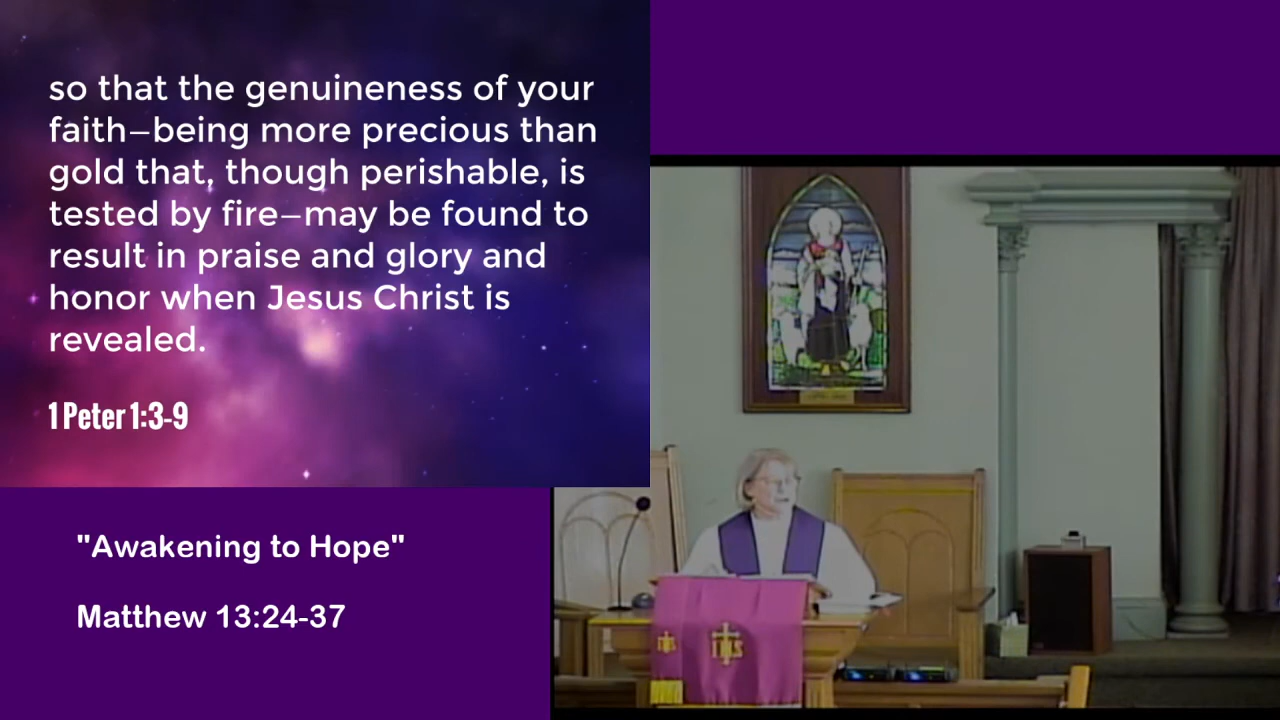 so that the genuineness of your
faith—being more precious than
gold that, though perishable, is
tested by fire—may be found to
result in praise and glory and
honor when Jesus Christ is
revealed.
1 Peter 1:3-9
"Awakening to Hope"
Matthew 13:24-37
IHS